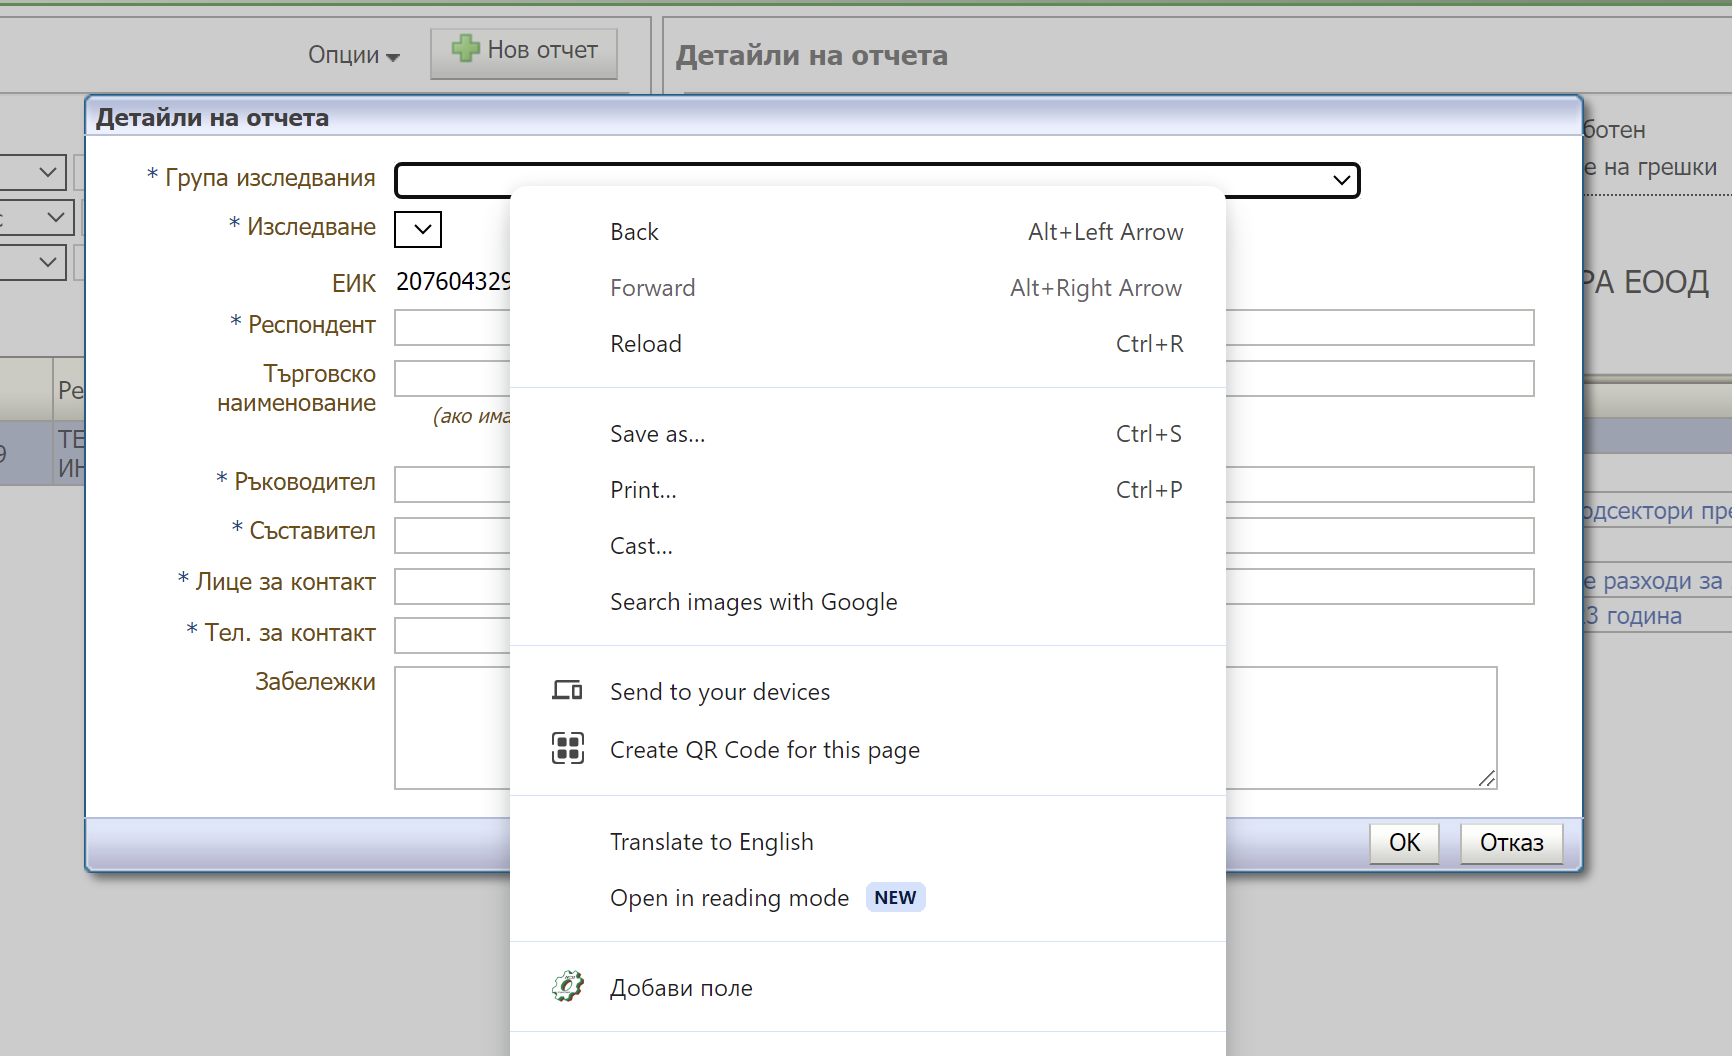 Опции
Нов отчет
Детайли на отчета
Детайли на отчета
ботен
е на грешки
* Група изследвания
* Изследване
ЕИК 207604329
РА ЕООД
* Респондент
Търговско
наименование
(ако има
Ре
9
ТЕ
ИН
* Ръководител
* Съставител
* Лице за контакт
* Тел. за контакт
Забележки
Back Alt+Left Arrow
Forward Alt+Right Arrow
Reload Ctrl+R
Save as... Ctrl+S
Print... Ctrl+P
Cast...
Search images with Google
Send to your devices
Create QR Code for this page
Translate to English
Open in reading mode NEW
Добави поле
одсектори пре
е разходи за
3 година
OK
Отказ